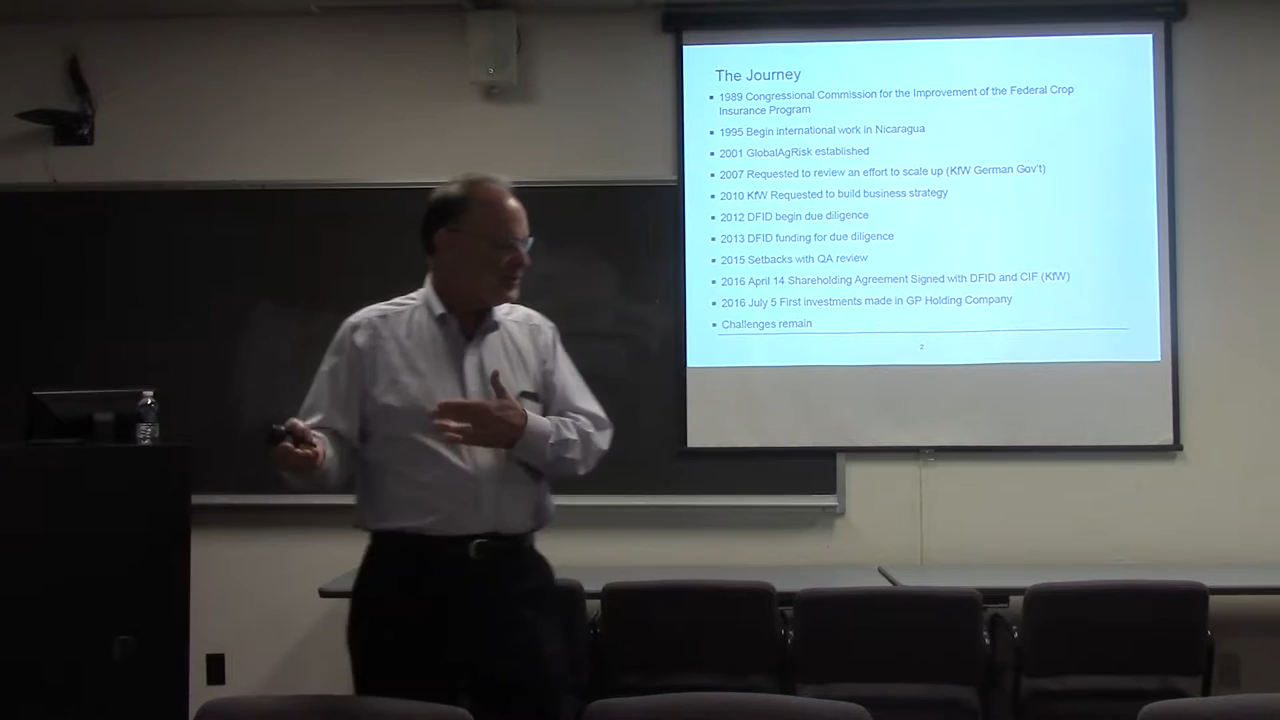 The Journey
▪ 1989 Congressional Commission for the Improvement of the Federal Crop
Insurance Program
▪ 1995 Begin international work in Nicaragua
▪ 2001 GlobalAgRisk established
▪ 2007 Requested to review an effort to scale up (KfW German Gov't)
▪ 2010 KfW Requested to build business strategy
▪ 2012 DFID begin due diligence
▪ 2013 DFID funding for due diligence
▪ 2015 Setbacks with QA review
▪ 2016 April 14 Shareholding Agreement Signed with DFID and CIF (KfW)
▪ 2016 July 5 First investments made in GP Holding Company
▪ Challenges remain
2